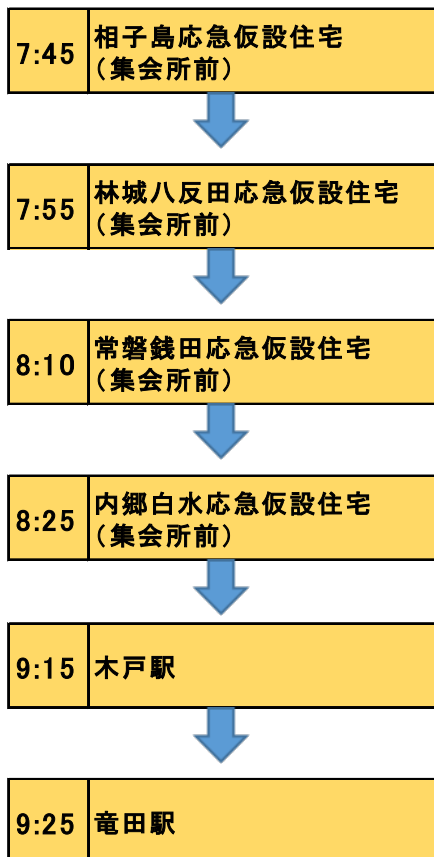 7:45 相子島応急仮設住宅
（集会所前）
7:55 林城八反田応急仮設住宅
（集会所前）
8:10 常磐銭田応急仮設住宅
（集会所前）
8:25 内郷白水応急仮設住宅
（集会所前）
9:15 木戸駅
9:25 竜田駅